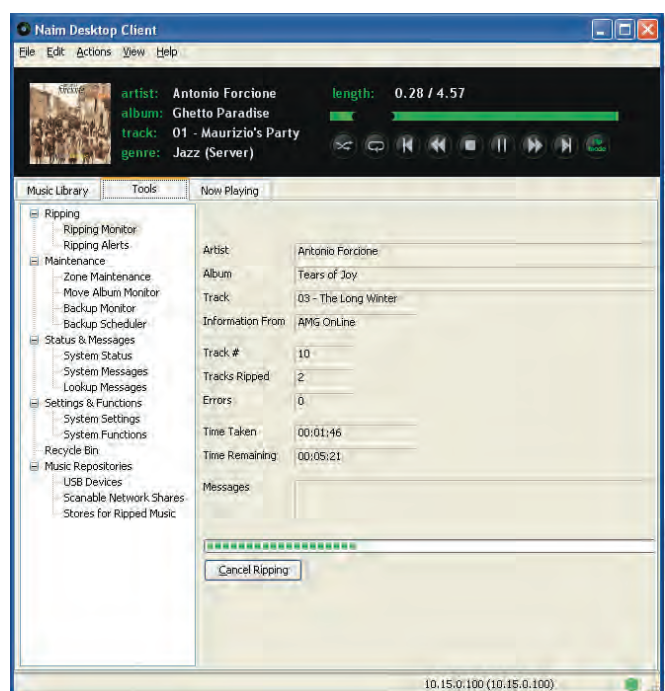 Naim Desktop Client
File Edit Actions View Help
artist: Antonio Forcione
album: Ghetto Paradise
track: 01 - Maurizio's Party
genre: Jazz (Server)
length: 0.28 / 4.57
Music Library Tools Now Playing
Ripping
Ripping Monitor
Ripping Alerts
Maintenance
Zone Maintenance
Move Album Monitor
Backup Monitor
Backup Scheduler
Status & Messages
System Status
System Messages
Lookup Messages
Settings & Functions
System Settings
System Functions
Recycle Bin
Music Repositories
USB Devices
Scanable Network Shares
Stores for Ripped Music
Artist Antonio Forcione
Album Tears of Joy
Track 03 - The Long Winter
Information From AMG OnLine
Track # 10
Tracks Ripped 2
Errors 0
Time Taken 00:01:46
Time Remaining 00:05:21
Messages
Cancel Ripping
10.15.0.100 (10.15.0.100)